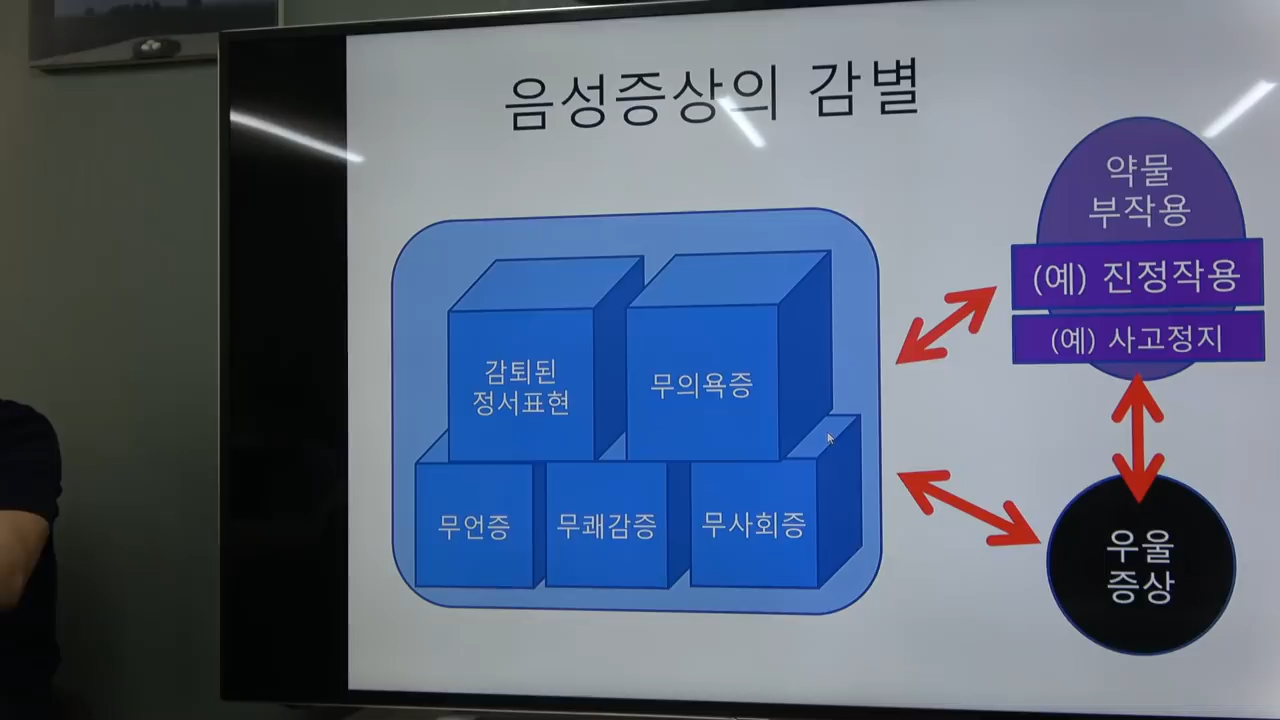 음성증상의 감별
약물
부작용
(예) 진정작용
(예) 사고정지
감퇴된
정서표현
무의욕증
무언증
무쾌감증
무사회증
우울
증상